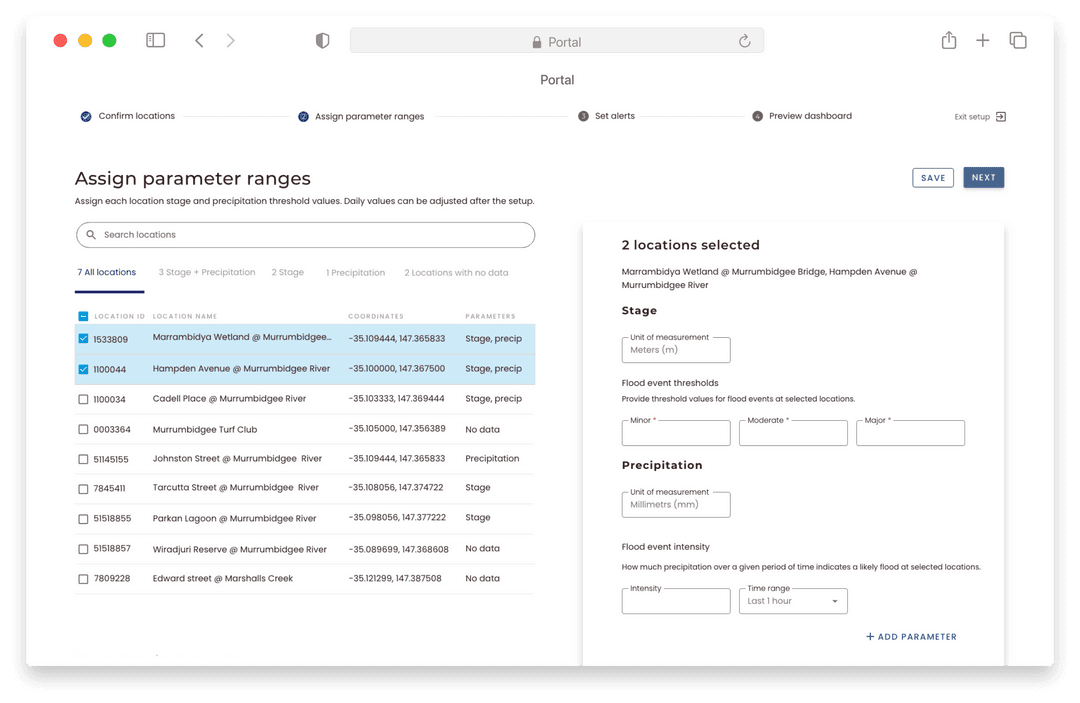 Portal
Portal
Confirm locations
2 Assign parameter ranges
3 Set alerts
4 Preview dashboard
Exit setup
Assign parameter ranges
SAVE
NEXT
Assign each location stage and precipitation threshold values. Daily values can be adjusted after the setup.
Search locations
7 All locations 3 Stage + Precipitation 2 Stage 1 Precipitation 2 Locations with no data
LOCATION ID LOCATION NAME COORDINATES PARAMETERS
1533809 Marrambidya Wetland @ Murrumbidgee... -35.109444, 147.365833 Stage, precip
1100044 Hampden Avenue @ Murrumbidgee River -35.100000, 147.367500 Stage, precip
1100034 Cadell Place @ Murrumbidgee River -35.103333, 147.369444 Stage, precip
0003364 Murrumbidgee Turf Club -35.105000, 147.356389 No data
51145155 Johnston Street @ Murrumbidgee River -35.109444, 147.365833 Precipitation
7845411 Tarcutta Street @ Murrumbidgee River -35.108056, 147.374722 Stage
51518855 Parkan Lagoon @ Murrumbidgee River -35.098056, 147.377222 Stage
51518857 Wiradjuri Reserve @ Murrumbidgee River -35.089699, 147.368608 No data
7809228 Edward street @ Marshalls Creek -35.121299, 147.387508 No data
2 locations selected
Marrambidya Wetland @ Murrumbidgee Bridge, Hampden Avenue @
Murrumbidgee River
Stage
Unit of measurement
Meters (m)
Flood event thresholds
Provide threshold values for flood events at selected locations.
Minor * Moderate * Major *
Precipitation
Unit of measurement
Millimetrs (mm)
Flood event intensity
How much precipitation over a given period of time indicates a likely flood at selected locations.
Intensity Time range
Last 1 hour
+ ADD PARAMETER